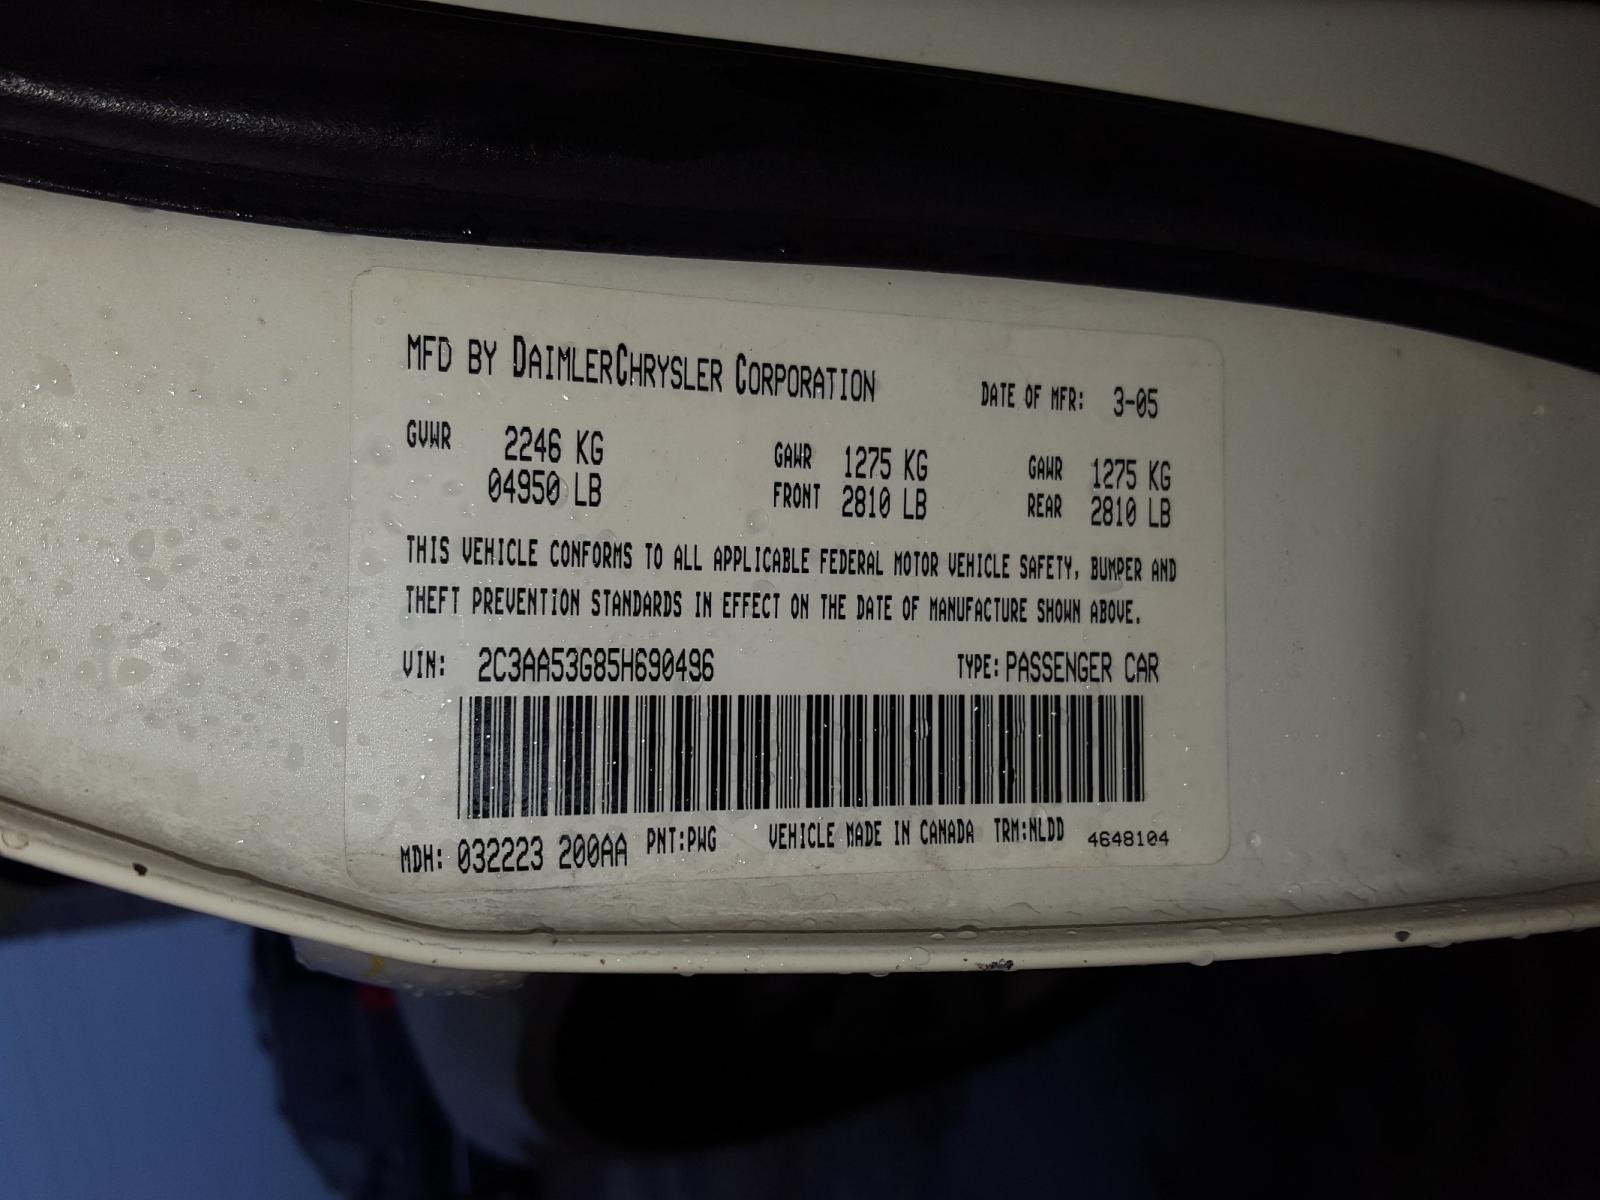 MFD BY DAIMLERCHRYSLER CORPORATION DATE OF MFR: 3-05
GVWR 2246 KG GAWR 1275 KG GAWR 1275 KG
04950 LB FRONT 2810 LB REAR 2810 LB
THIS VEHICLE CONFORMS TO ALL APPLICABLE FEDERAL MOTOR VEHICLE SAFETY, BUMPER AND
THEFT PREVENTION STANDARDS IN EFFECT ON THE DATE OF MANUFACTURE SHOWN ABOVE.
VIN: 2C3AA53G85H690496 TYPE: PASSENGER CAR
MDH: 032223 200AA PNT:PWG VEHICLE MADE IN CANADA TRM:NLDD 4648104